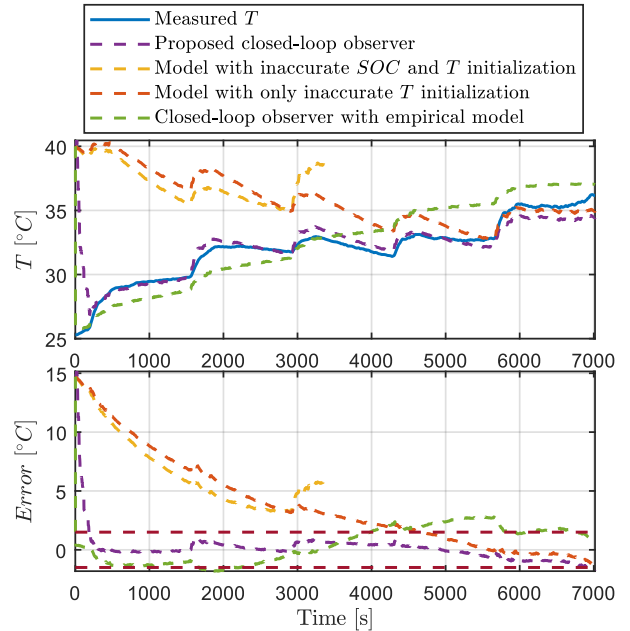 Measured T
Proposed closed-loop observer
Model with inaccurate SOC and T initialization
Model with only inaccurate T initialization
Closed-loop observer with empirical model
40
35
30
25
T [°C]
0 1000 2000 3000 4000 5000 6000 7000
15
10
5
0
Error [°C]
0 1000 2000 3000 4000 5000 6000 7000
Time [s]